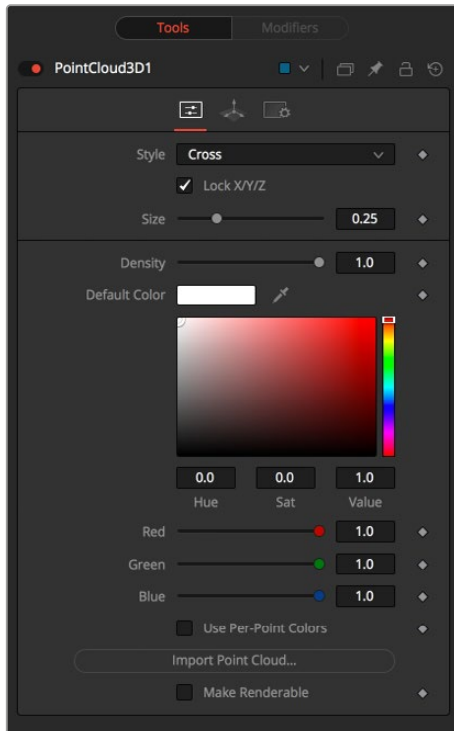 Tools Modifiers
PointCloud3D1
Style Cross
Lock X/Y/Z
Size 0.25
Density 1.0
Default Color
0.0 0.0 1.0
Hue Sat Value
Red 1.0
Green 1.0
Blue 1.0
Use Per-Point Colors
Import Point Cloud...
Make Renderable